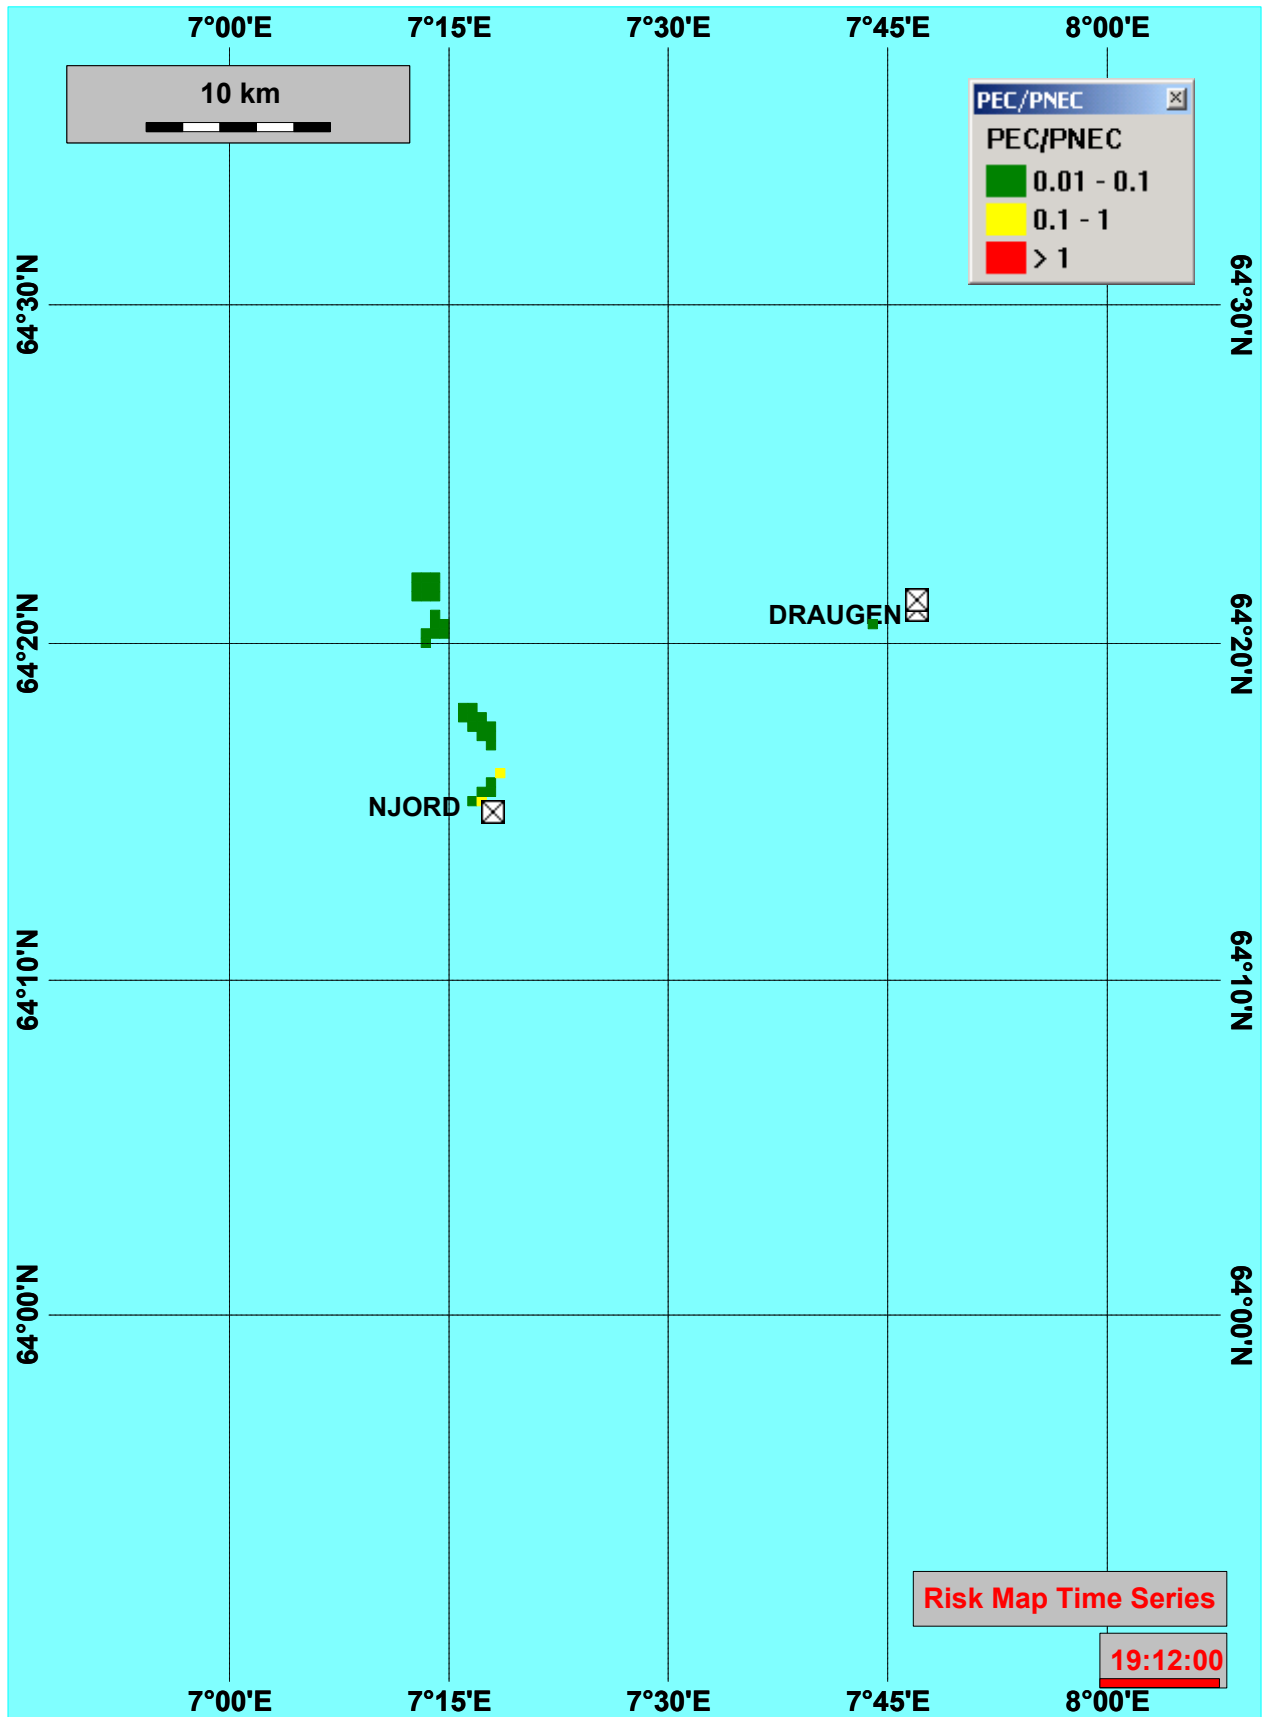 7°00'E 7°15'E 7°30'E 7°45'E 8°00'E
10 km
PEC/PNEC
PEC/PNEC
0.01 - 0.1
0.1 - 1
> 1
64°30'N 64°30'N
DRAUGEN
64°20'N 64°20'N
NJORD
64°10'N 64°10'N
64°00'N 64°00'N
Risk Map Time Series
19:12:00
7°00'E 7°15'E 7°30'E 7°45'E 8°00'E